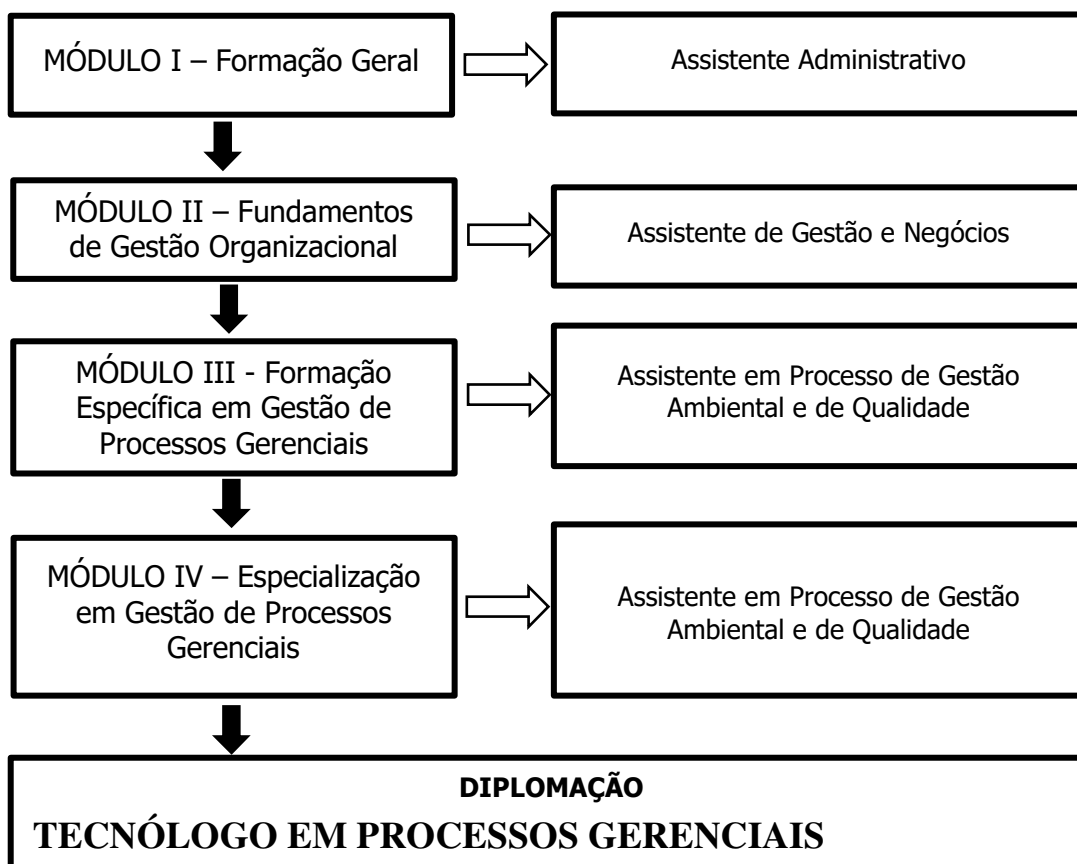 MÓDULO I – Formação Geral
Assistente Administrativo
MÓDULO II – Fundamentos
de Gestão Organizacional
Assistente de Gestão e Negócios
MÓDULO III - Formação
Específica em Gestão de
Processos Gerenciais
Assistente em Processo de Gestão
Ambiental e de Qualidade
MÓDULO IV – Especialização
em Gestão de Processos
Gerenciais
Assistente em Processo de Gestão
Ambiental e de Qualidade
DIPLOMAÇÃO
TECNÓLOGO EM PROCESSOS GERENCIAIS